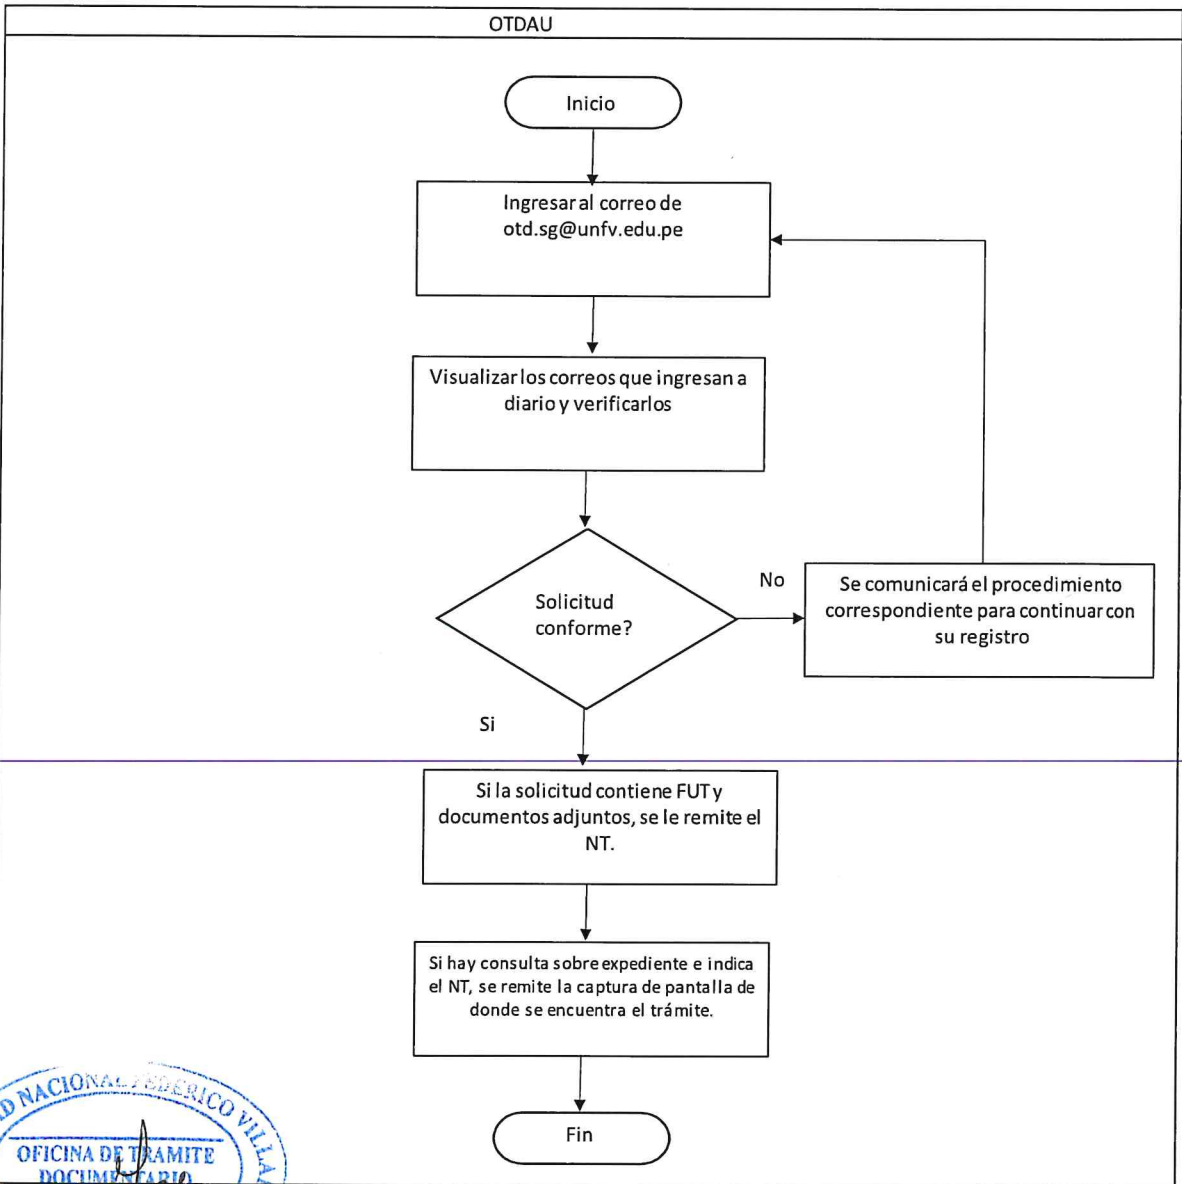 OTDAU
Inicio
Ingresar al correo de
otd.sg@unfv.edu.pe
Visualizar los correos que ingresan a
diario y verificarlos
Solicitud
conforme?
No
Se comunicará el procedimiento
correspondiente para continuar con
su registro
Si
Si la solicitud contiene FUT y
documentos adjuntos, se le remite el
NT.
Si hay consulta sobre expediente e indica
el NT, se remite la captura de pantalla de
donde se encuentra el trámite.
Fin
NACIONAL FEDERICO
OFICINA DE TRAMITE
DOCUMENTARIO